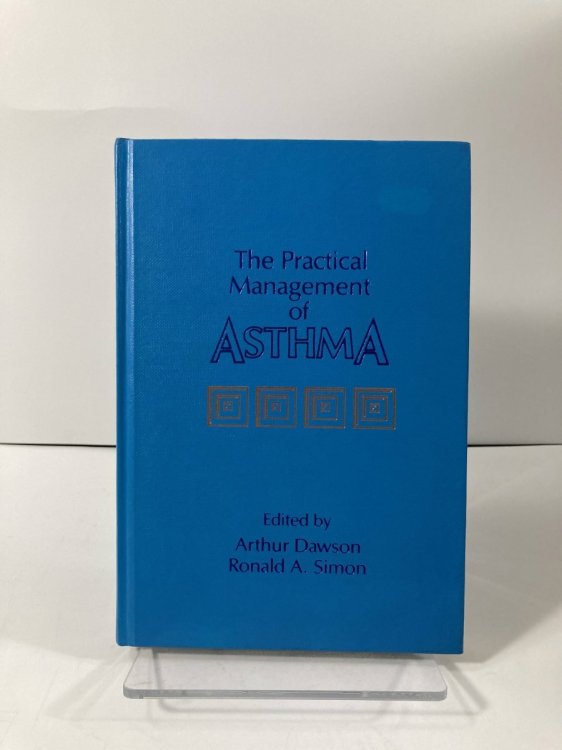 The Practical
Management
of
ASTHMA
Edited by
Arthur Dawson
Ronald A. Simon